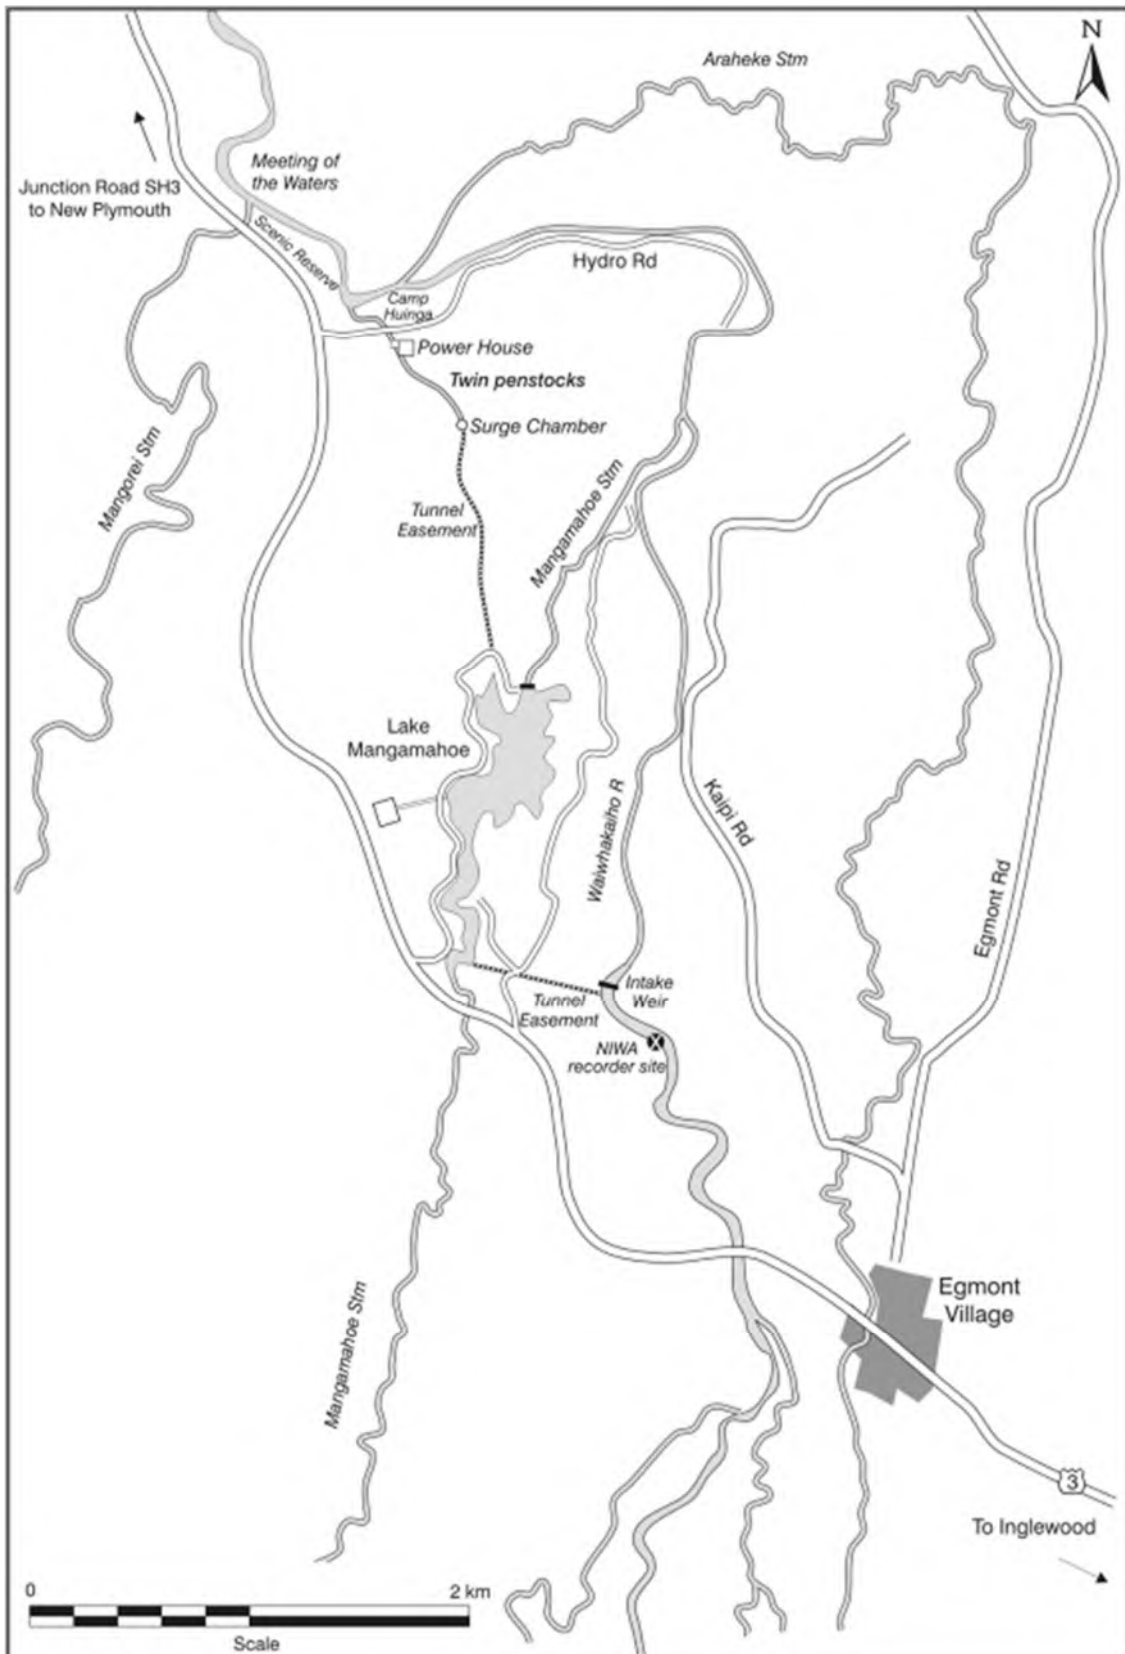 N
Araheke Stm
Meeting of
the Waters
Junction Road SH3
to New Plymouth
Scenic Reserve
Hydro Rd
Camp
Huinga
Power House
Twin penstocks
Surge Chamber
Mangorei Stm
Tunnel
Easement
Mangamahoe Stm
Lake
Mangamahoe
Waiwhakaiho R
Kaipi Rd
Egmont Rd
Intake
Weir
Tunnel
Easement
NIWA
recorder site
Egmont
Village
Mangamahoe Stm
3
To Inglewood
0
2 km
Scale